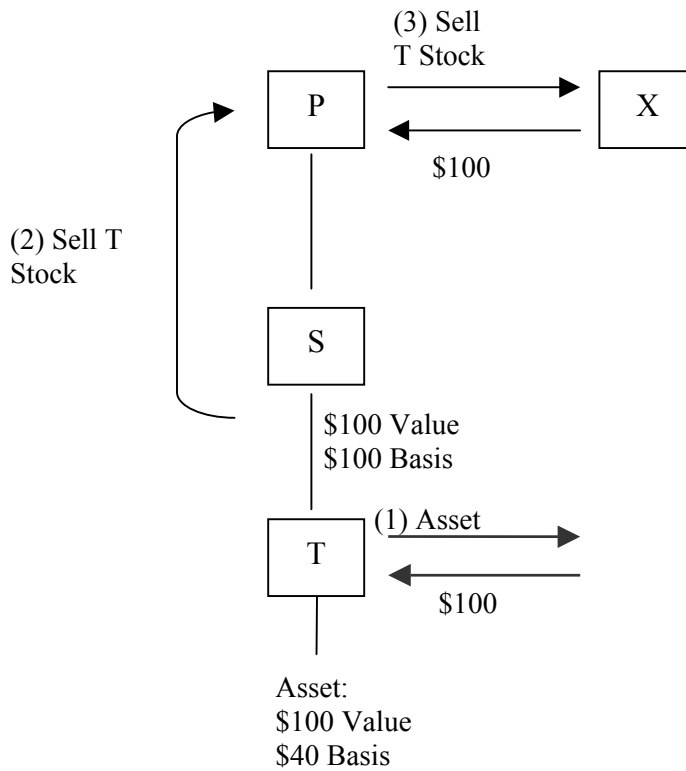 (3) Sell
T Stock
P
X
$100
(2) Sell T
Stock
S
$100 Value
$100 Basis
(1) Asset
T
$100
Asset:
$100 Value
$40 Basis